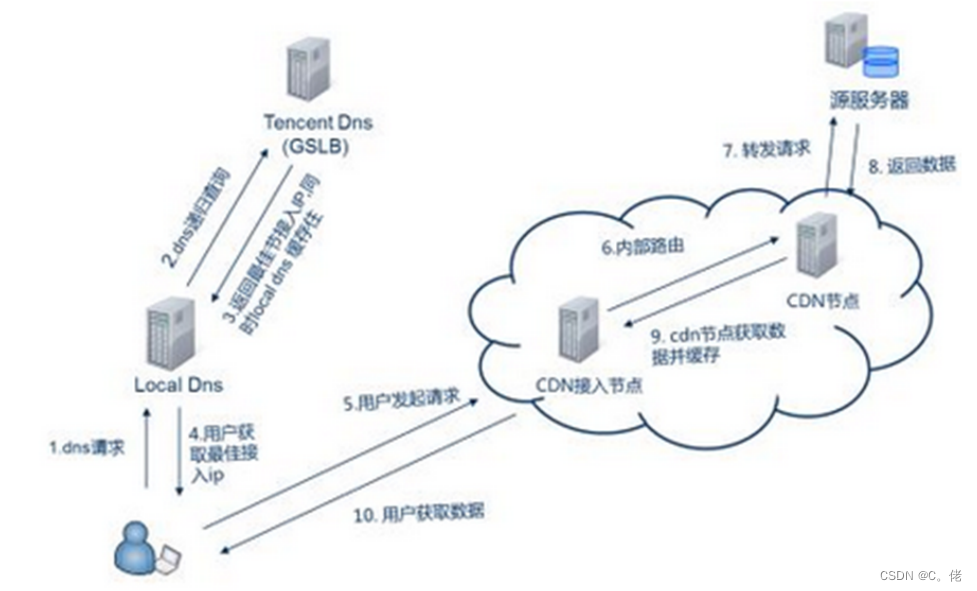 Tencent Dns
(GSLB)
源服务器
7. 转发请求
8. 返回数据
2.dns递归查询
3.返回最佳节接入IP,同
时local dns 缓存住
6.内部路由
CDN节点
9. cdn节点获取数
据并缓存
Local Dns
CDN接入节点
5.用户发起请求
1.dns请求
4.用户获
取最佳接
入ip
10. 用户获取数据
CSDN @C。佬